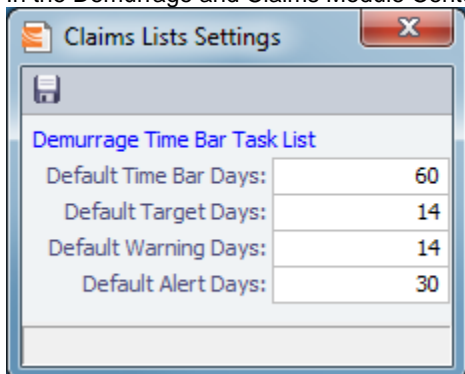 Claims Lists Settings
Demurrage Time Bar Task List
Default Time Bar Days: 60
Default Target Days: 14
Default Warning Days: 14
Default Alert Days: 30